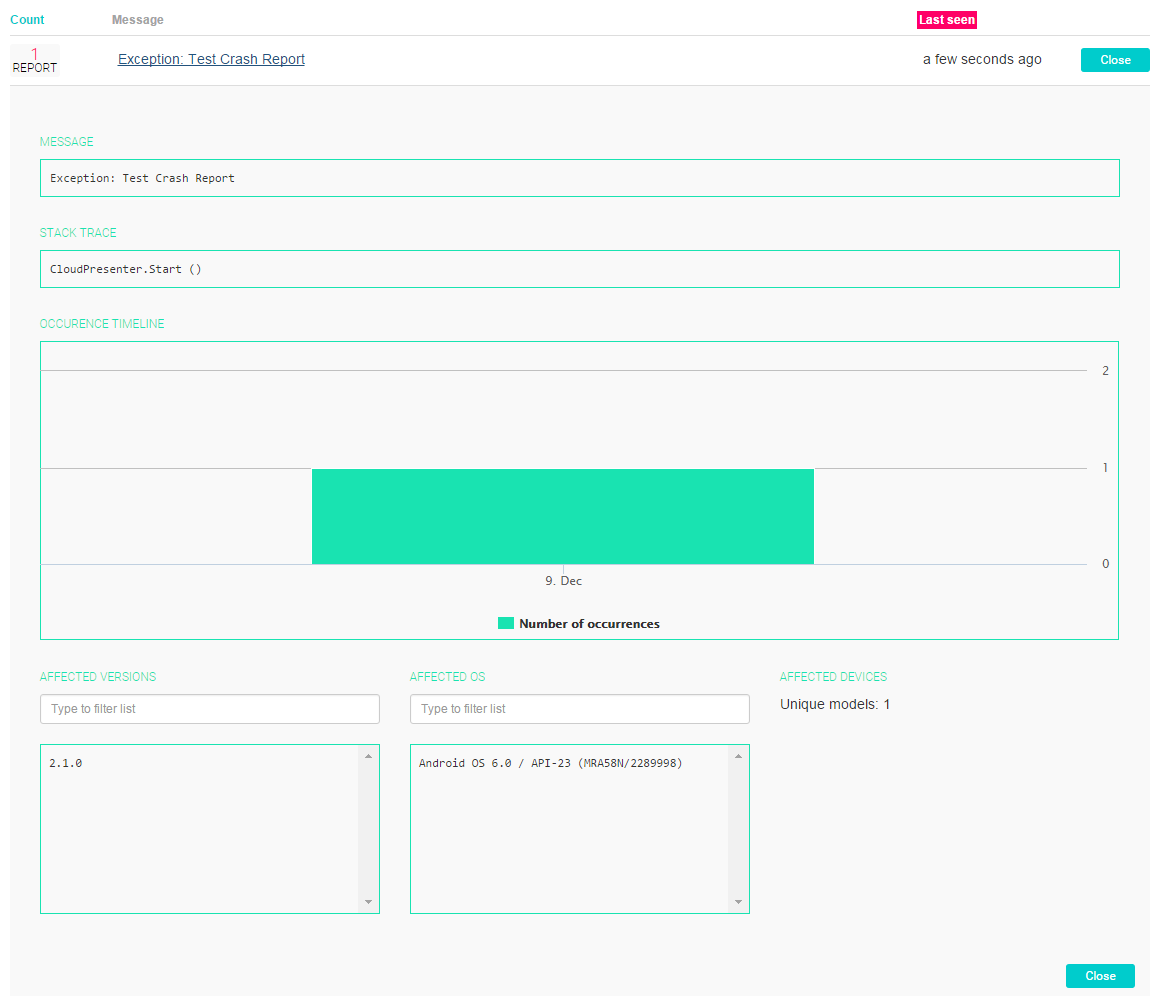 Count Message Last seen
1
REPORT
Exception: Test Crash Report a few seconds ago Close
MESSAGE
Exception: Test Crash Report
STACK TRACE
CloudPresenter.Start ()
OCCURENCE TIMELINE
2
1
0
9. Dec
Number of occurrences
AFFECTED VERSIONS AFFECTED OS AFFECTED DEVICES
Type to filter list Type to filter list Unique models: 1
2.1.0 Android OS 6.0 / API-23 (MRA58N/2289998)
Close